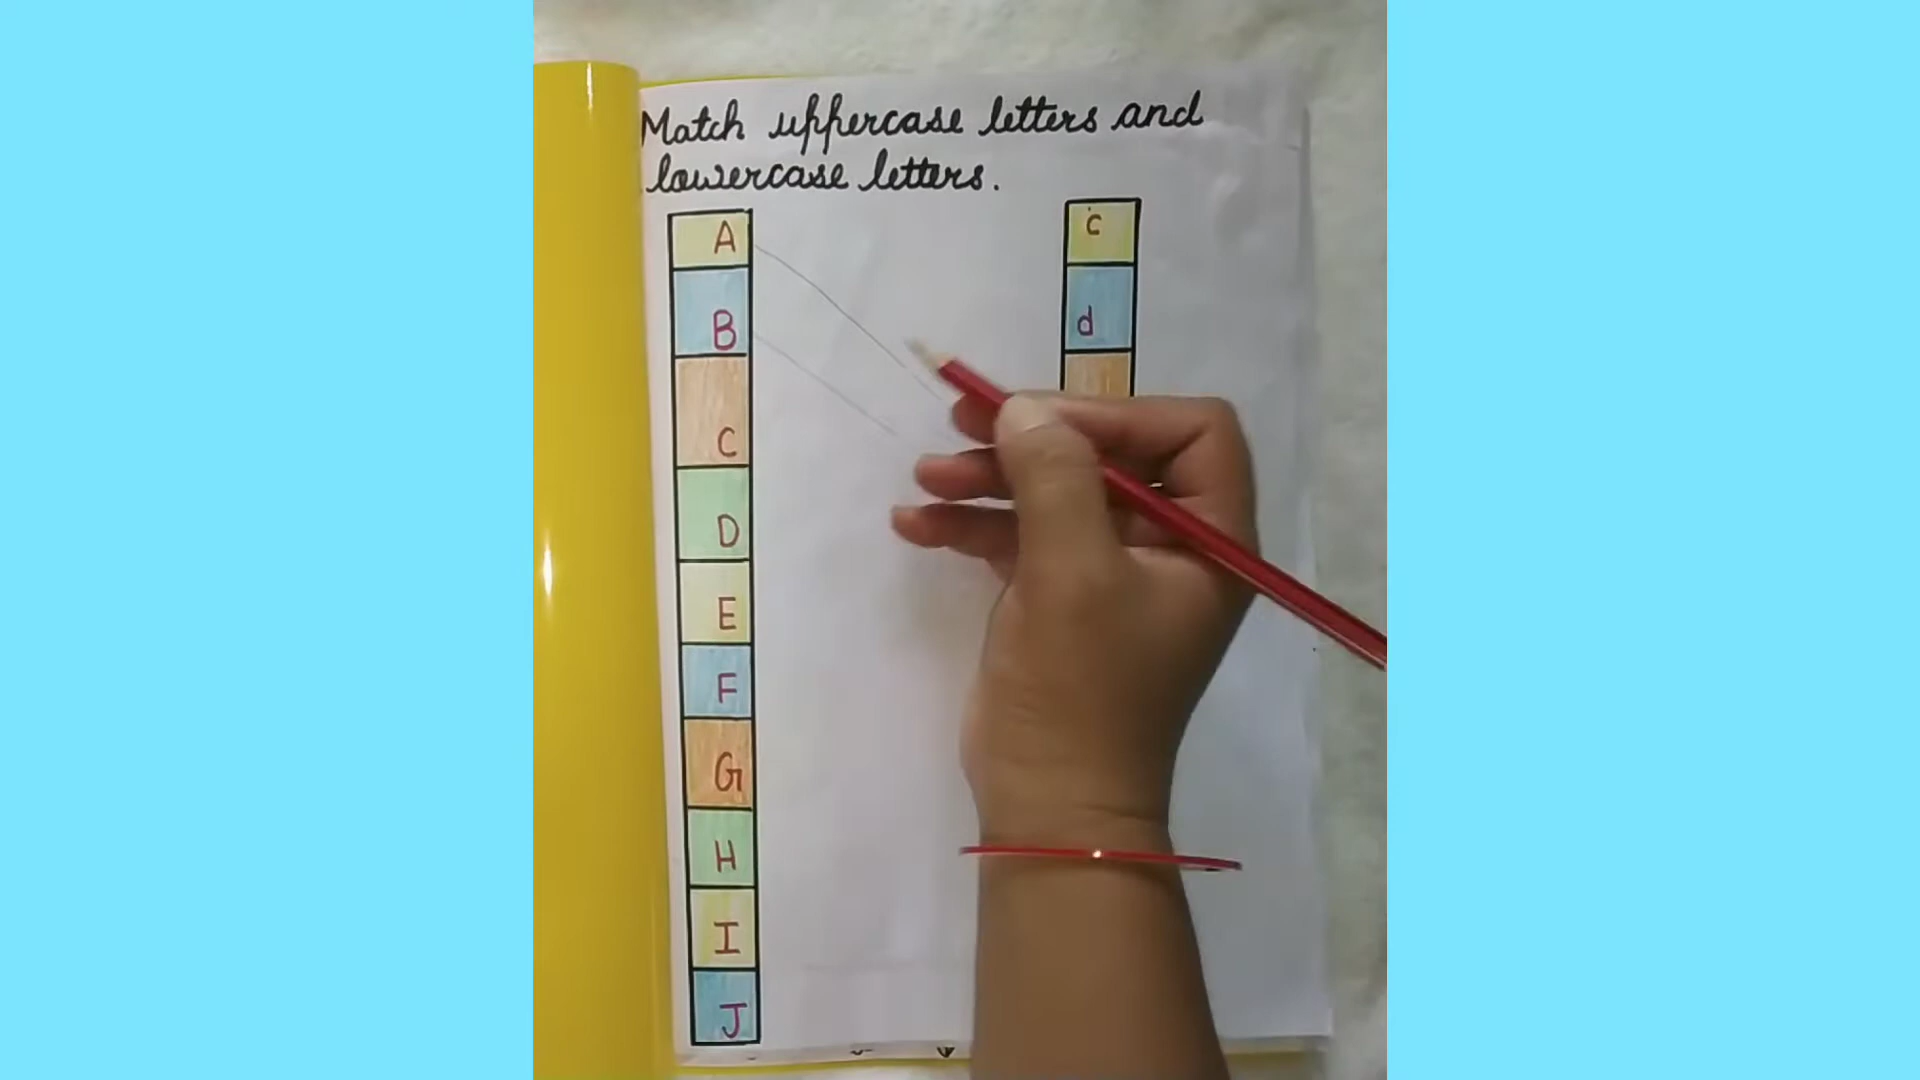 Match uppercase letters and
lowercase letters.
A
B
C
D
E
F
G
H
I
J
c
d